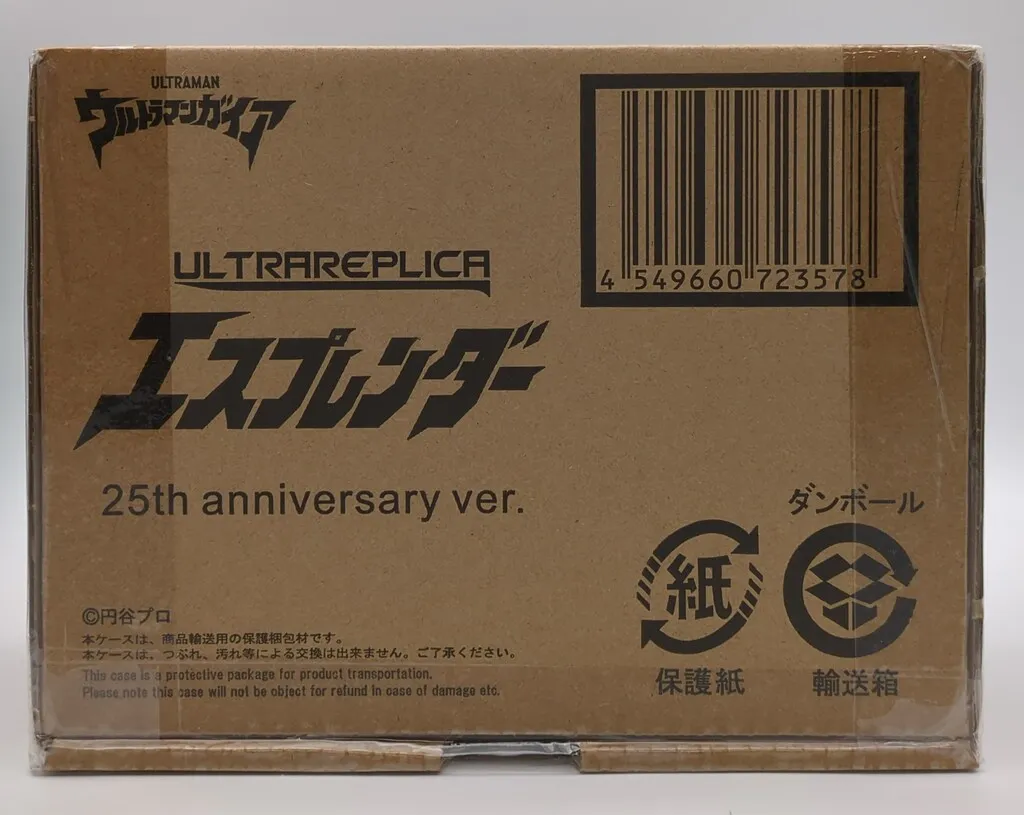 ULTRAMAN
ウルトラマンガイア
4 549660 723578
ULTRAREPLICA
エスプレンダー
25th anniversary ver.
ダンボール
紙
保護紙
輸送箱
©円谷プロ
本ケースは、商品輸送用の保護梱包材です。
本ケースは、つぶれ、汚れ等による交換は出来ません。ご了承ください。
This case is a protective package for product transportation.
Please note this case will not be object for refund in case of damage etc.